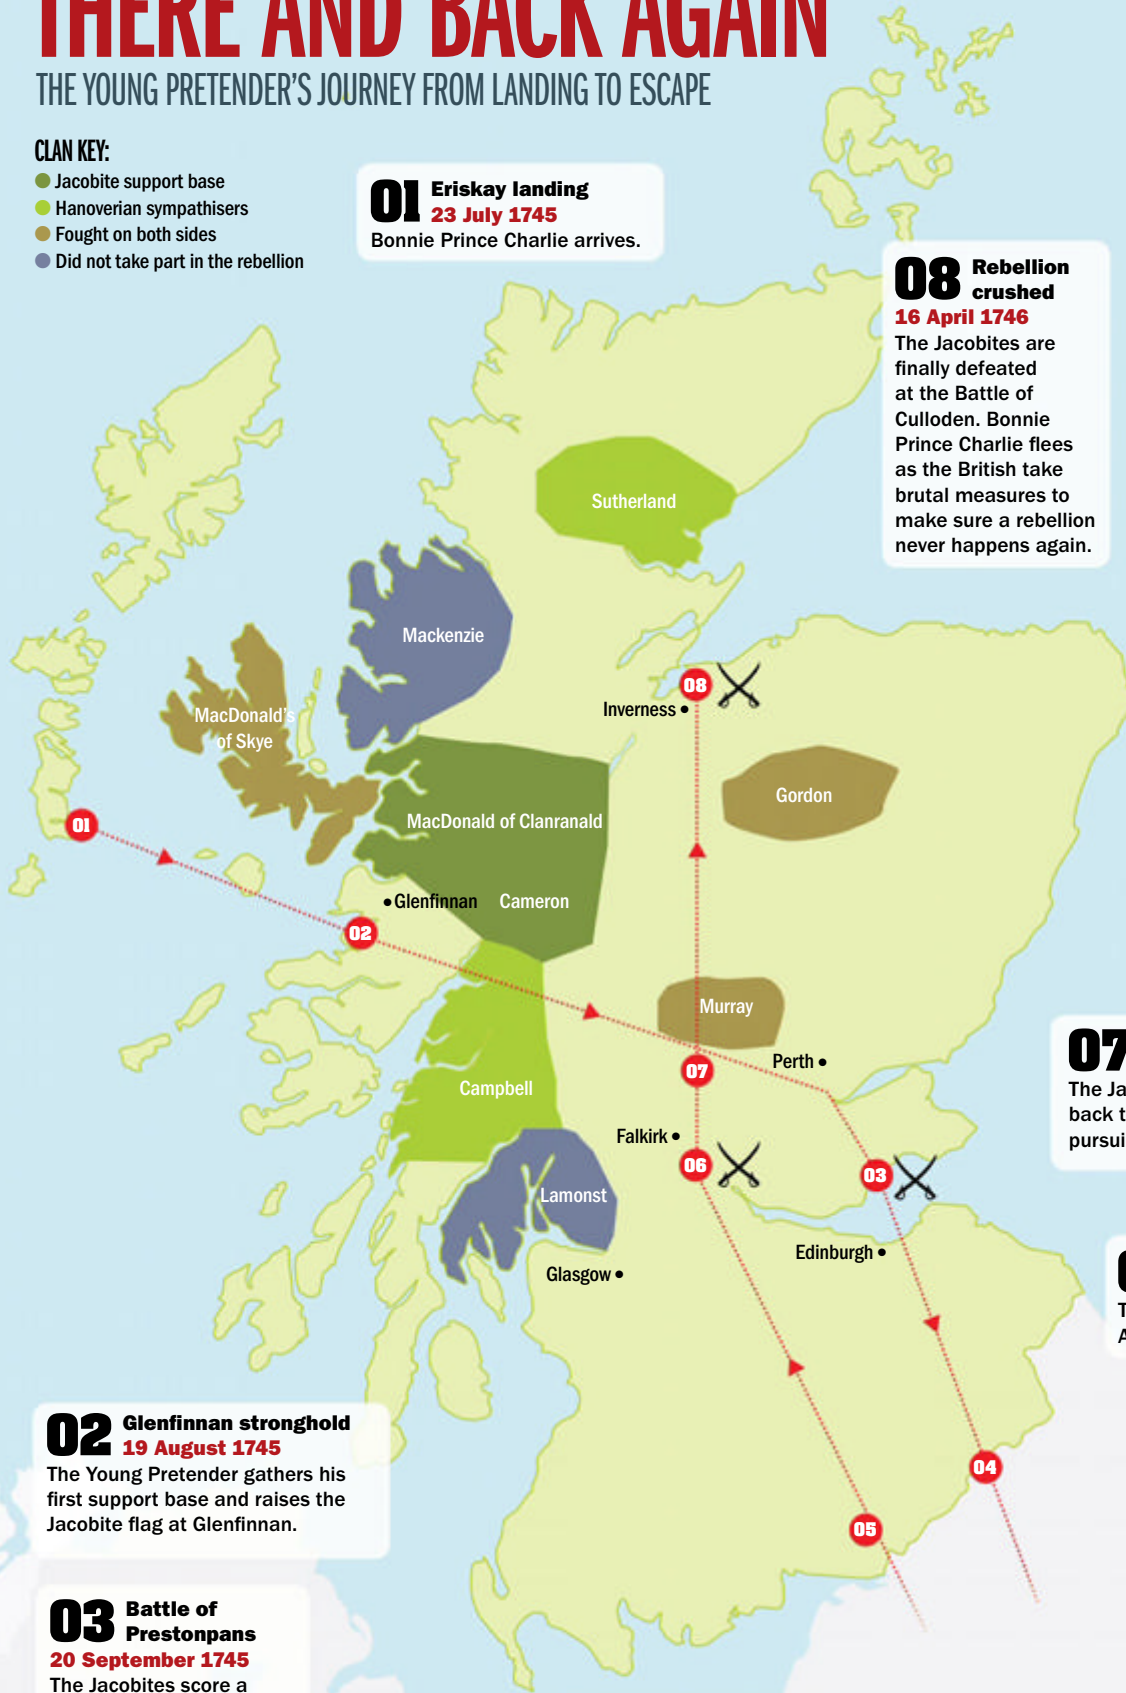 THERE AND BACK AGAIN
THE YOUNG PRETENDER'S JOURNEY FROM LANDING TO ESCAPE
CLAN KEY:
Jacobite support base
Hanoverian sympathisers
Fought on both sides
Did not take part in the rebellion
01 Eriskay landing
23 July 1745
Bonnie Prince Charlie arrives.
08 Rebellion
crushed
16 April 1746
The Jacobites are
finally defeated
at the Battle of
Culloden. Bonnie
Prince Charlie flees
as the British take
brutal measures to
make sure a rebellion
never happens again.
Sutherland
Mackenzie
08
Inverness
MacDonald's
of Skye
Gordon
01
MacDonald of Clanranald
Glenfinnan
Cameron
02
Murray
Perth
07
Campbell
Falkirk
06
03
Lamonst
Edinburgh
Glasgow
04
05
07
The Ja
back t
pursui
T
A
02 Glenfinnan stronghold
19 August 1745
The Young Pretender gathers his
first support base and raises the
Jacobite flag at Glenfinnan.
03 Battle of
Prestonpans
20 September 1745
The Jacobites score a